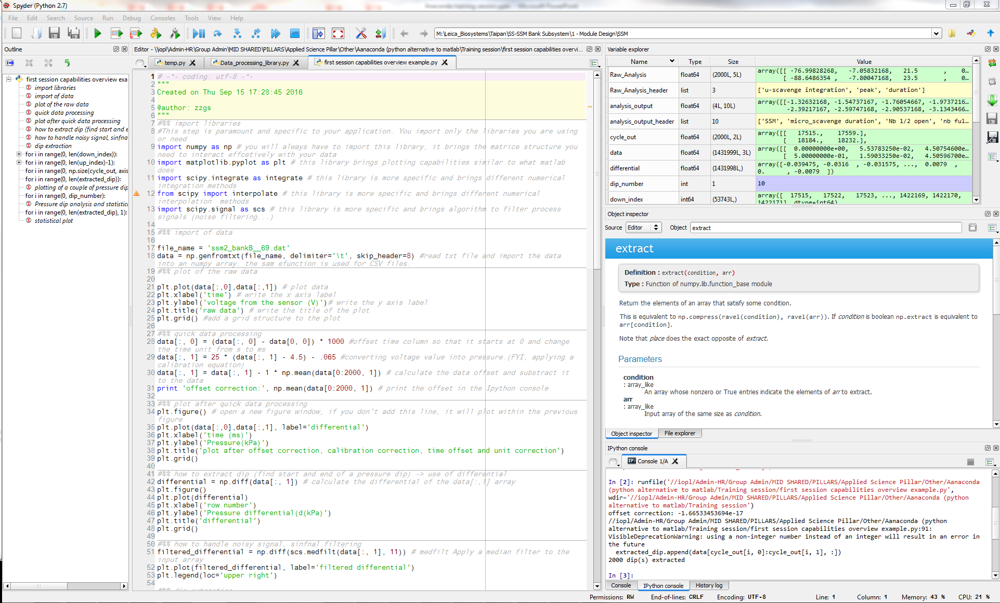 Spyder (Python 2.7)
File Edit Search Source Run Debug Consoles Tools View Help
M:\Leica_Biosystems\Taipan\SS-SSM Bank Subsystem\1 - Module Design\SSM
Outline
first session capabilities overview exa
import libraries
import of data
plot of the raw data
quick data processing
plot after quick data processing
how to extract dip (find start and e
how to handle noisy signal, sinfna
dip extraction
for i in range(0, len(down_index)):
for i in range(0, len(up_index)-1):
for i in range(0, np.size(cycle_out, axis
for i in range(0, len(extracted_dip)):
plotting of a couple of pressure dip
for i in range(0, dip_number):
Pressure dip analysis and statistic
for i in range(0, len(extracted_dip), 1):
statistical plot
Editor - \\iopl\Admin-HR\Group Admin\MID SHARED\PILLARS\Applied Science Pillar\Other\Aanaconda (python alternative to matlab\Training session\first session capabilities overvi...
temp.py Data_processing_library.py first session capabilities overview example.py
1 # -*- coding: utf-8 -*-
2 """
3 Created on Thu Sep 15 17:28:45 2016
4
5 @author: zzgs
6 """
7 #%% import libraries
8 #This step is paramount and specific to your application. You import only the libraries you are using
or need
9 import numpy as np # you will always have to import this library, it brings the matrice structure you
need to interact effcetively with your data
10 import matplotlib.pyplot as plt # this library brings plotting capabilities similar to what matlab
does
11 import scipy.integrate as integrate # this library is more specific and brings different numerical
integration methods
12 from scipy import interpolate # this library is more specific and brings different numerical
interpolation  methods
13 import scipy.signal as scs # this library is more specific and brings algorithm to filter process
signals (noise filtering...)
14
15 #%% import of data
16
17 file_name = 'ssm2_bankB__69.dat'
18 data = np.genfromtxt(file_name, delimiter='\t', skip_header=8) #read txt file and import the data
into an numpy array. the sam efunction is used for CSV files.
19 #%% plot of the raw data
20
21 plt.plot(data[:,0],data[:,1]) # plot data
22 plt.xlabel('time') # write the x axis label
23 plt.ylabel('voltage from the sensor (V)')# write the y axis label
24 plt.title('raw data') # write the title of the plot
25 plt.grid() #add a grid structure to the plot
26
27 #%% quick data processing
28 data[:, 0] = (data[:, 0] - data[0, 0]) * 1000 #offset time column so that it starts at 0 and change
the time unit from s to ms
29 data[:, 1] = 25 * (data[:, 1] - 4.5) - .065 #converting voltage value into pressure.(FYI, applying a
calibration equation)
30 data[:, 1] = data[:, 1] - 1 * np.mean(data[0:2000, 1]) # calculate the data offset and substract it
to the data
31 print 'offset correction:', np.mean(data[0:2000, 1]) # print the offset in the Ipython console
32
33 #%% plot after quick data processing
34 plt.figure() # open a new figure window, if you don't add this line, it will plot within the previous
figure
35 plt.plot(data[:,0],data[:,1], label='differential')
36 plt.xlabel('time (ms)')
37 plt.ylabel('Pressure(kPa)')
38 plt.title('plot after offset correction, calibration correction, time offset and unit correction')
39 plt.grid()
40
41 #%% how to extract dip (find start and end of a pressure dip) -> use of differential
42 differential = np.diff(data[:, 1]) # calculate the differential of the data[:,1] array
43 plt.figure()
44 plt.plot(differential)
45 plt.xlabel('row number')
46 plt.ylabel('Pressure differential(d(kPa)')
47 plt.title('differential')
48 plt.grid()
49
50 #%% how to handle noisy signal, sinfnal filtering
51 filtered_differential = np.diff(scs.medfilt(data[:, 1], 11)) # medfilt Apply a median filter to the
input array
52 plt.plot(filtered_differential, label='filtered differential')
53 plt.legend(loc='upper right')
54
Variable explorer
Name Type Size Value
Raw_Analysis float64 (2000L, 5L) array([[ -76.99828268, -7.05832168, 21.5 , 0...
[ -88.6486354 , -7.80047168, 23.5 , 0...
Raw_Analysis_header list 3 ['u-scavenge integration', 'peak', 'duration']
analysis_output float64 (4L, 10L) array([[-1.32632168, -1.54737167, -1.76054667, -1.9737216...
-2.39217167, -2.59747168, -2.90537168, -3.1343466...
analysis_output_header list 10 ['SSM', 'micro_scavenge duration', 'Nb 1/2 open', 'nb ful...
cycle_out float64 (2000L, 2L) array([[ 17515., 17559.],
[ 18184., 18232.],
data float64 (1431999L, 3L) array([[ 0.00000000e+00, 5.53783250e-02, 4.50754600e...
[ 5.00000000e-01, 1.59033250e-02, 4.50596700e...
differential float64 (1431998L,) array([-0.039475, -0.0316 , -0.031575, ..., 0.0079 ,
0. , -0.0079 ])
dip_number int 1 10
down_index int64 (53743L,) array([ 17515, 17522, 17523, ..., 1422169, 1422170,
1422171], dtype=int64)
Object inspector
Source Editor Object extract
extract
Definition : extract(condition, arr)
Type : Function of numpy.lib.function_base module
Return the elements of an array that satisfy some condition.
This is equivalent to np.compress(ravel(condition), ravel(arr)). If condition is boolean np.extract is equivalent to
arr[condition].
Note that place does the exact opposite of extract.
Parameters
condition
: array_like
An array whose nonzero or True entries indicate the elements of arr to extract.
arr
: array_like
Input array of the same size as condition.
Object inspector File explorer
IPython console
Console 1/A
In [2]: runfile('//iopl/Admin-HR/Group Admin/MID SHARED/PILLARS/Applied Science Pillar/Other/Aanaconda
(python alternative to matlab/Training session/first session capabilities overview example.py',
wdir='//iopl/Admin-HR/Group Admin/MID SHARED/PILLARS/Applied Science Pillar/Other/Aanaconda (python
alternative to matlab/Training session')
offset correction: -1.66533453694e-17
//iopl/Admin-HR/Group Admin/MID SHARED/PILLARS/Applied Science Pillar/Other/Aanaconda (python
alternative to matlab/Training session/first session capabilities overview example.py:91:
VisibleDeprecationWarning: using a non-integer number instead of an integer will result in an error in
the future
extracted_dip.append(data[cycle_out[i, 0]:cycle_out[i, 1], :])
2000 dip(s) extracted
In [3]:
Console IPython console History log
Permissions: RW End-of-lines: CRLF Encoding: UTF-8 Line: 1 Column: 1 Memory: 43 % CPU: 21 %